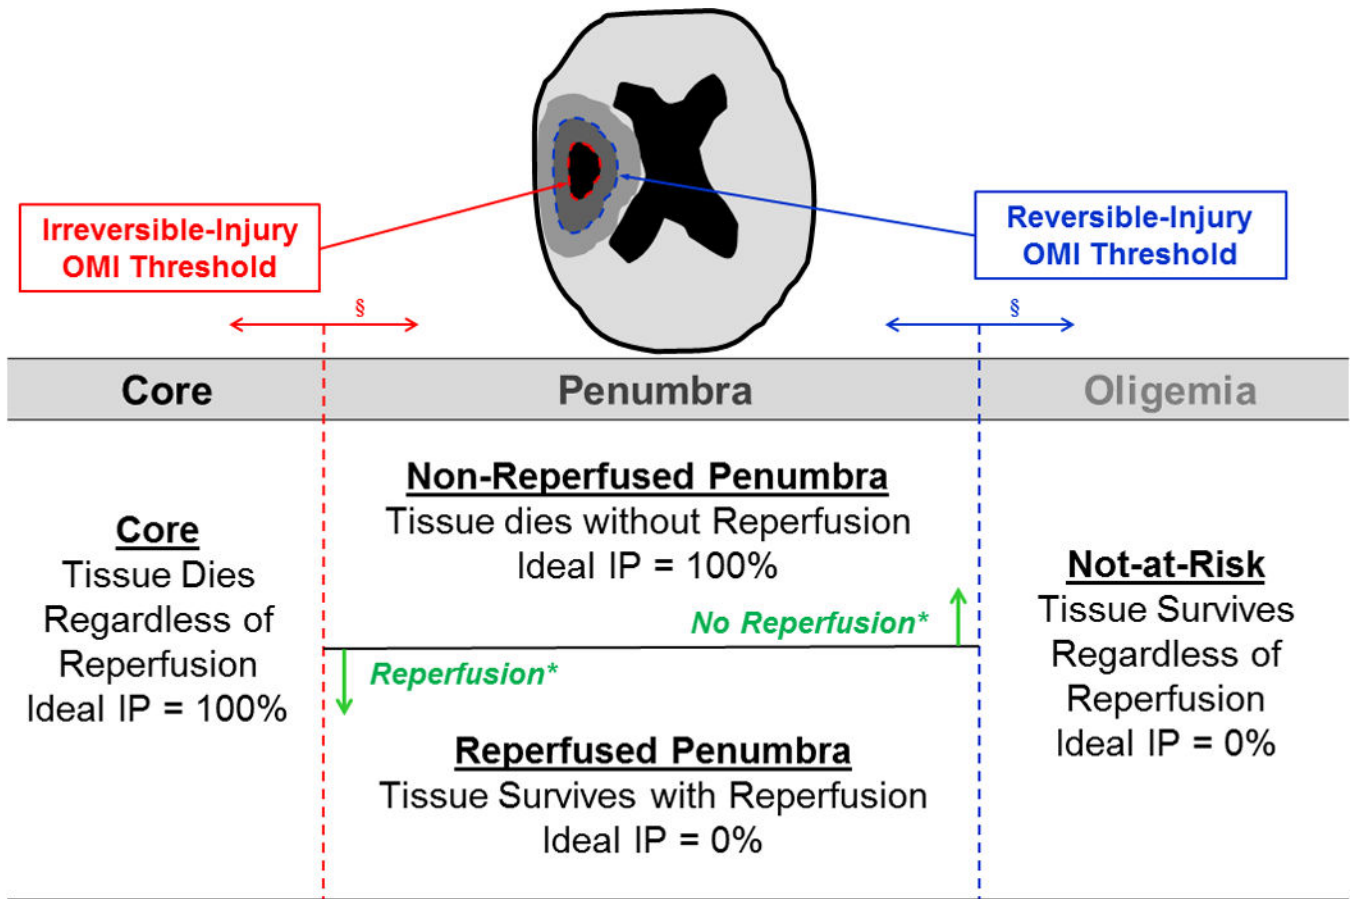 Irreversible-Injury
OMI Threshold
Reversible-Injury
OMI Threshold
§
§
Core
Penumbra
Oligemia
Core
Tissue Dies
Regardless of
Reperfusion
Ideal IP = 100%
Non-Reperfused Penumbra
Tissue dies without Reperfusion
Ideal IP = 100%
No Reperfusion*
Reperfusion*
Reperfused Penumbra
Tissue Survives with Reperfusion
Ideal IP = 0%
Not-at-Risk
Tissue Survives
Regardless of
Reperfusion
Ideal IP = 0%